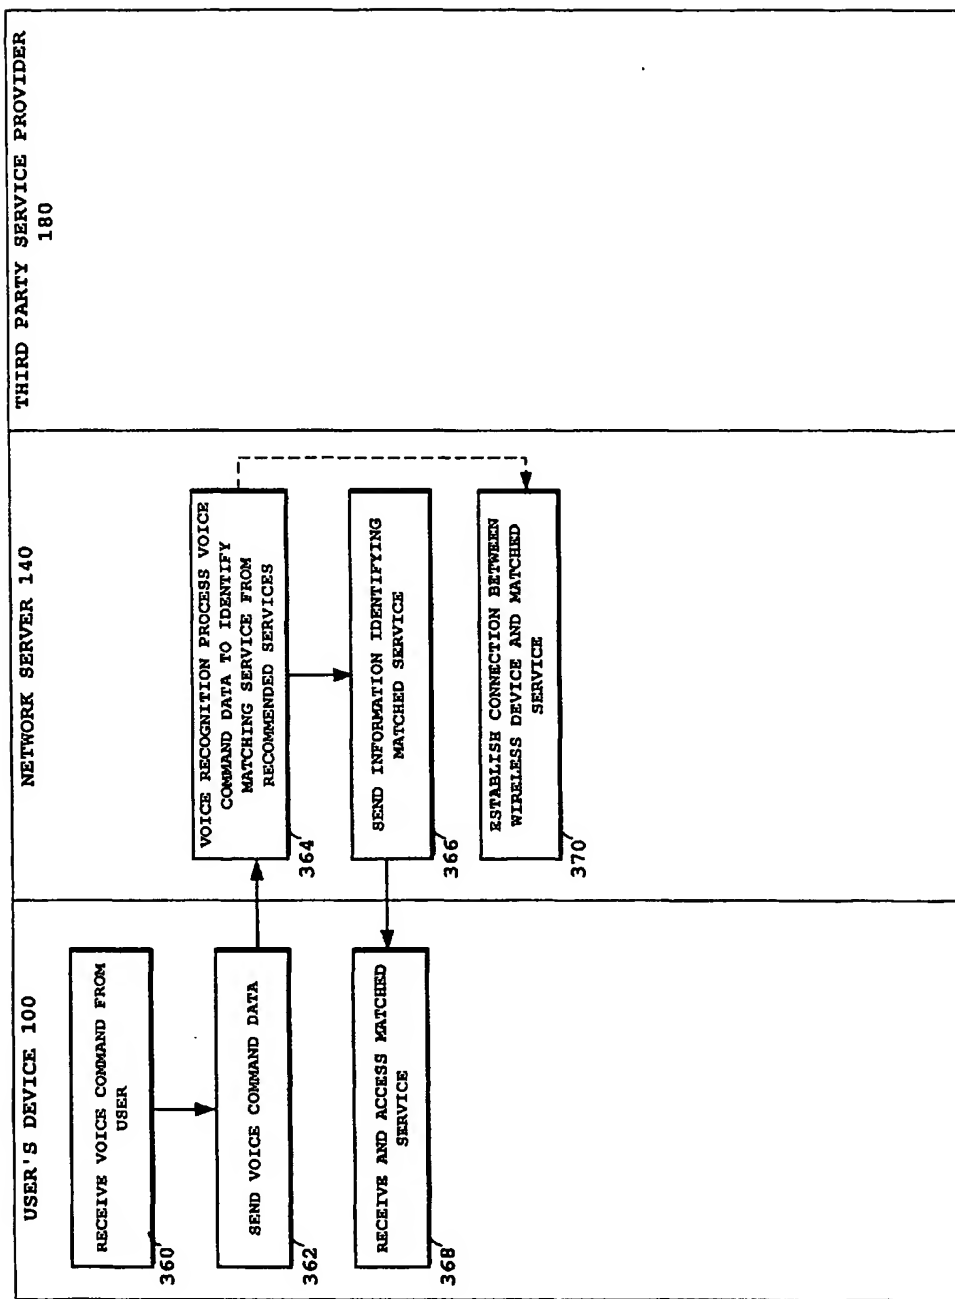 USER'S DEVICE 100
NETWORK SERVER 140
THIRD PARTY SERVICE PROVIDER
180
RECEIVE VOICE COMMAND FROM
USER
360
SEND VOICE COMMAND DATA
362
VOICE RECOGNITION PROCESS VOICE
COMMAND DATA TO IDENTIFY
MATCHING SERVICE FROM
RECOMMENDED SERVICES
364
SEND INFORMATION IDENTIFYING
MATCHED SERVICE
366
RECEIVE AND ACCESS MATCHED
SERVICE
368
ESTABLISH CONNECTION BETWEEN
WIRELESS DEVICE AND MATCHED
SERVICE
370